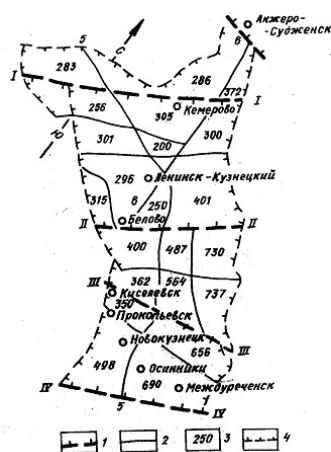 Анжеро-
Судженск
5
С
6
283
286
I
372
I
256
305
Кемерово
Ю
301
200
300
296
Ленинск-Кузнецкий
315
6
250
401
Белово
II
II
400
487
730
III
362
564
737
Киселевск
350
Прокопьевск
Новокузнецк
656
III
498
Осинники
IV
690
Междуреченск
5
IV
1
2
250
3
4